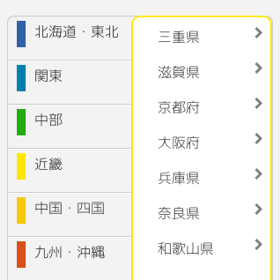 北海道・東北
関東
中部
近畿
中国・四国
九州・沖縄
三重県
滋賀県
京都府
大阪府
兵庫県
奈良県
和歌山県